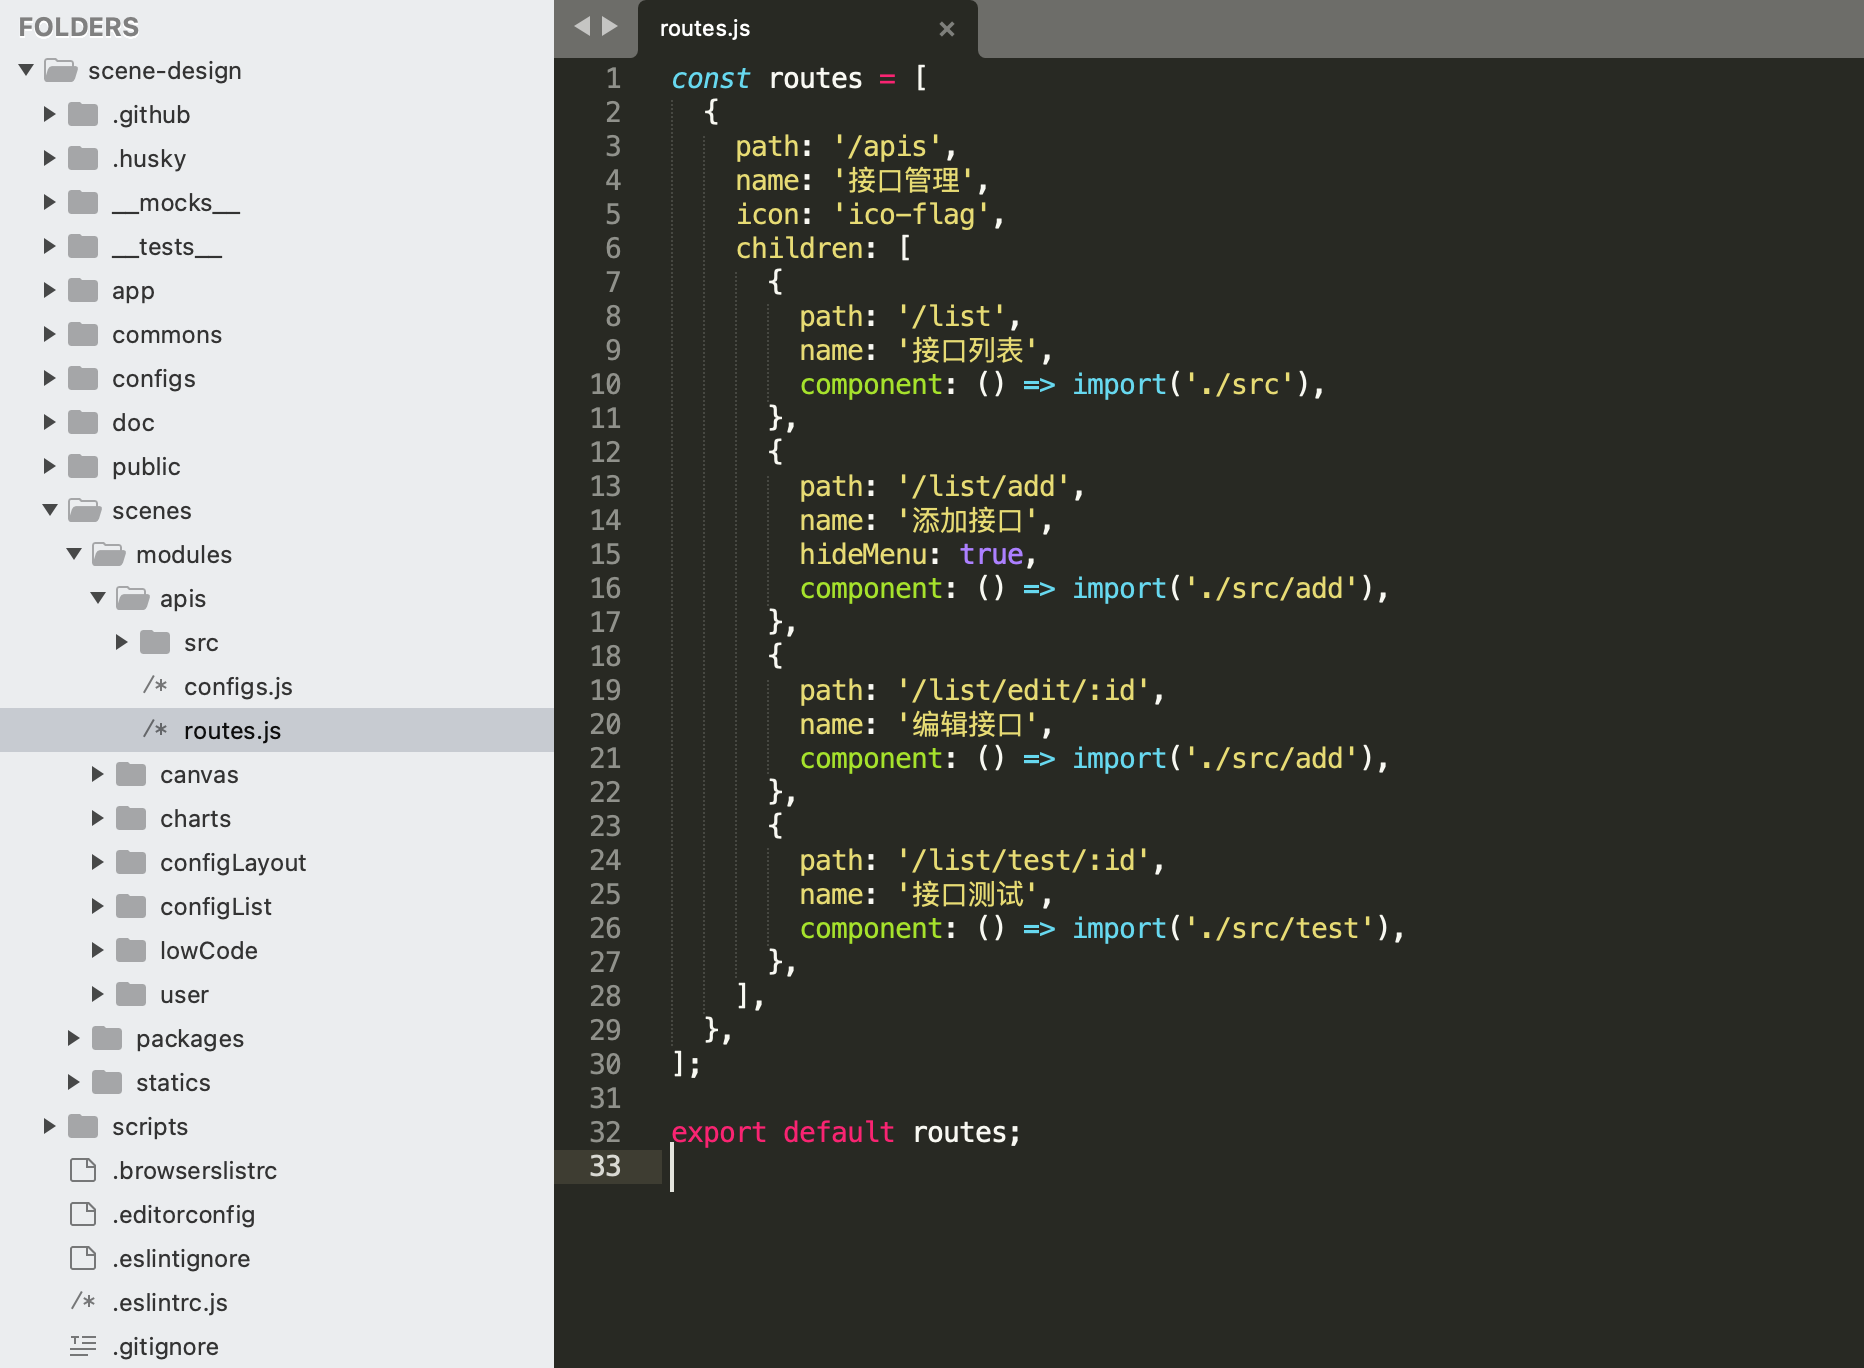 FOLDERS
scene-design
.github
.husky
__mocks__
__tests__
app
commons
configs
doc
public
scenes
modules
apis
src
/* configs.js
/* routes.js
canvas
charts
configLayout
configList
lowCode
user
packages
statics
scripts
.browserslistrc
.editorconfig
.eslintignore
/* .eslintrc.js
.gitignore
routes.js ×
1 const routes = [
2 {
3 path: '/apis',
4 name: '接口管理',
5 icon: 'ico-flag',
6 children: [
7 {
8 path: '/list',
9 name: '接口列表',
10 component: () => import('./src'),
11 },
12 {
13 path: '/list/add',
14 name: '添加接口',
15 hideMenu: true,
16 component: () => import('./src/add'),
17 },
18 {
19 path: '/list/edit/:id',
20 name: '编辑接口',
21 component: () => import('./src/add'),
22 },
23 {
24 path: '/list/test/:id',
25 name: '接口测试',
26 component: () => import('./src/test'),
27 },
28 ],
29 },
30 ];
31
32 export default routes;
33